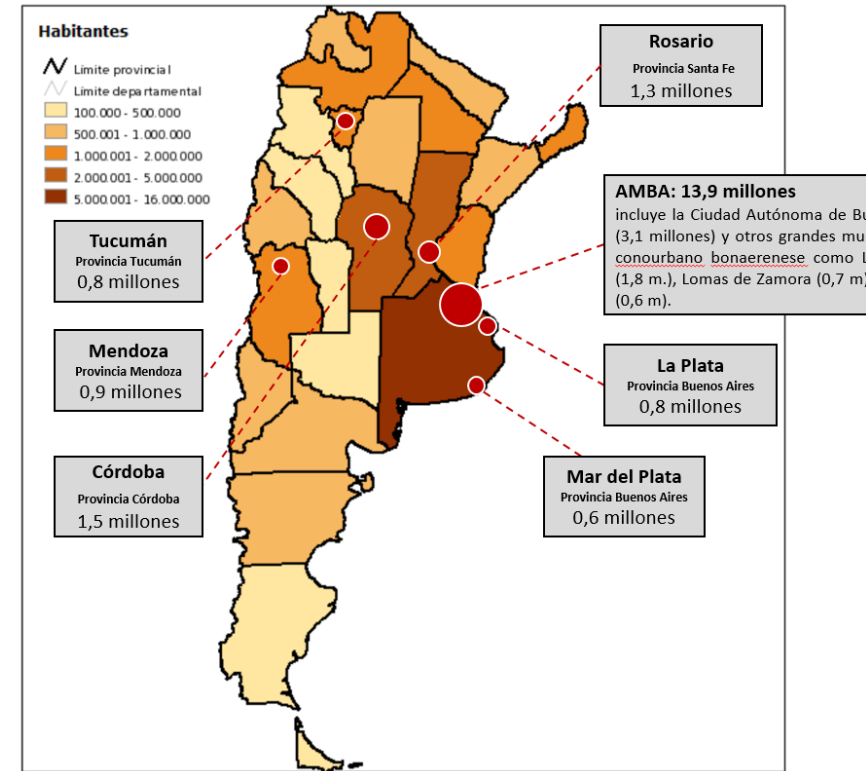 Habitantes
Límite provincial
Límite departamental
100.000 - 500.000
500.001 - 1.000.000
1.000.001 - 2.000.000
2.000.001 - 5.000.000
5.000.001 - 16.000.000
Rosario
Provincia Santa Fe
1,3 millones
AMBA: 13,9 millones
incluye la Ciudad Autónoma de
(3,1 millones) y otros grandes
conourbano bonaerenese como
(1,8 m.), Lomas de Zamora (0,7 m)
(0,6 m).
Tucumán
Provincia Tucumán
0,8 millones
Mendoza
Provincia Mendoza
0,9 millones
La Plata
Provincia Buenos Aires
0,8 millones
Córdoba
Provincia Córdoba
1,5 millones
Mar del Plata
Provincia Buenos Aires
0,6 millones